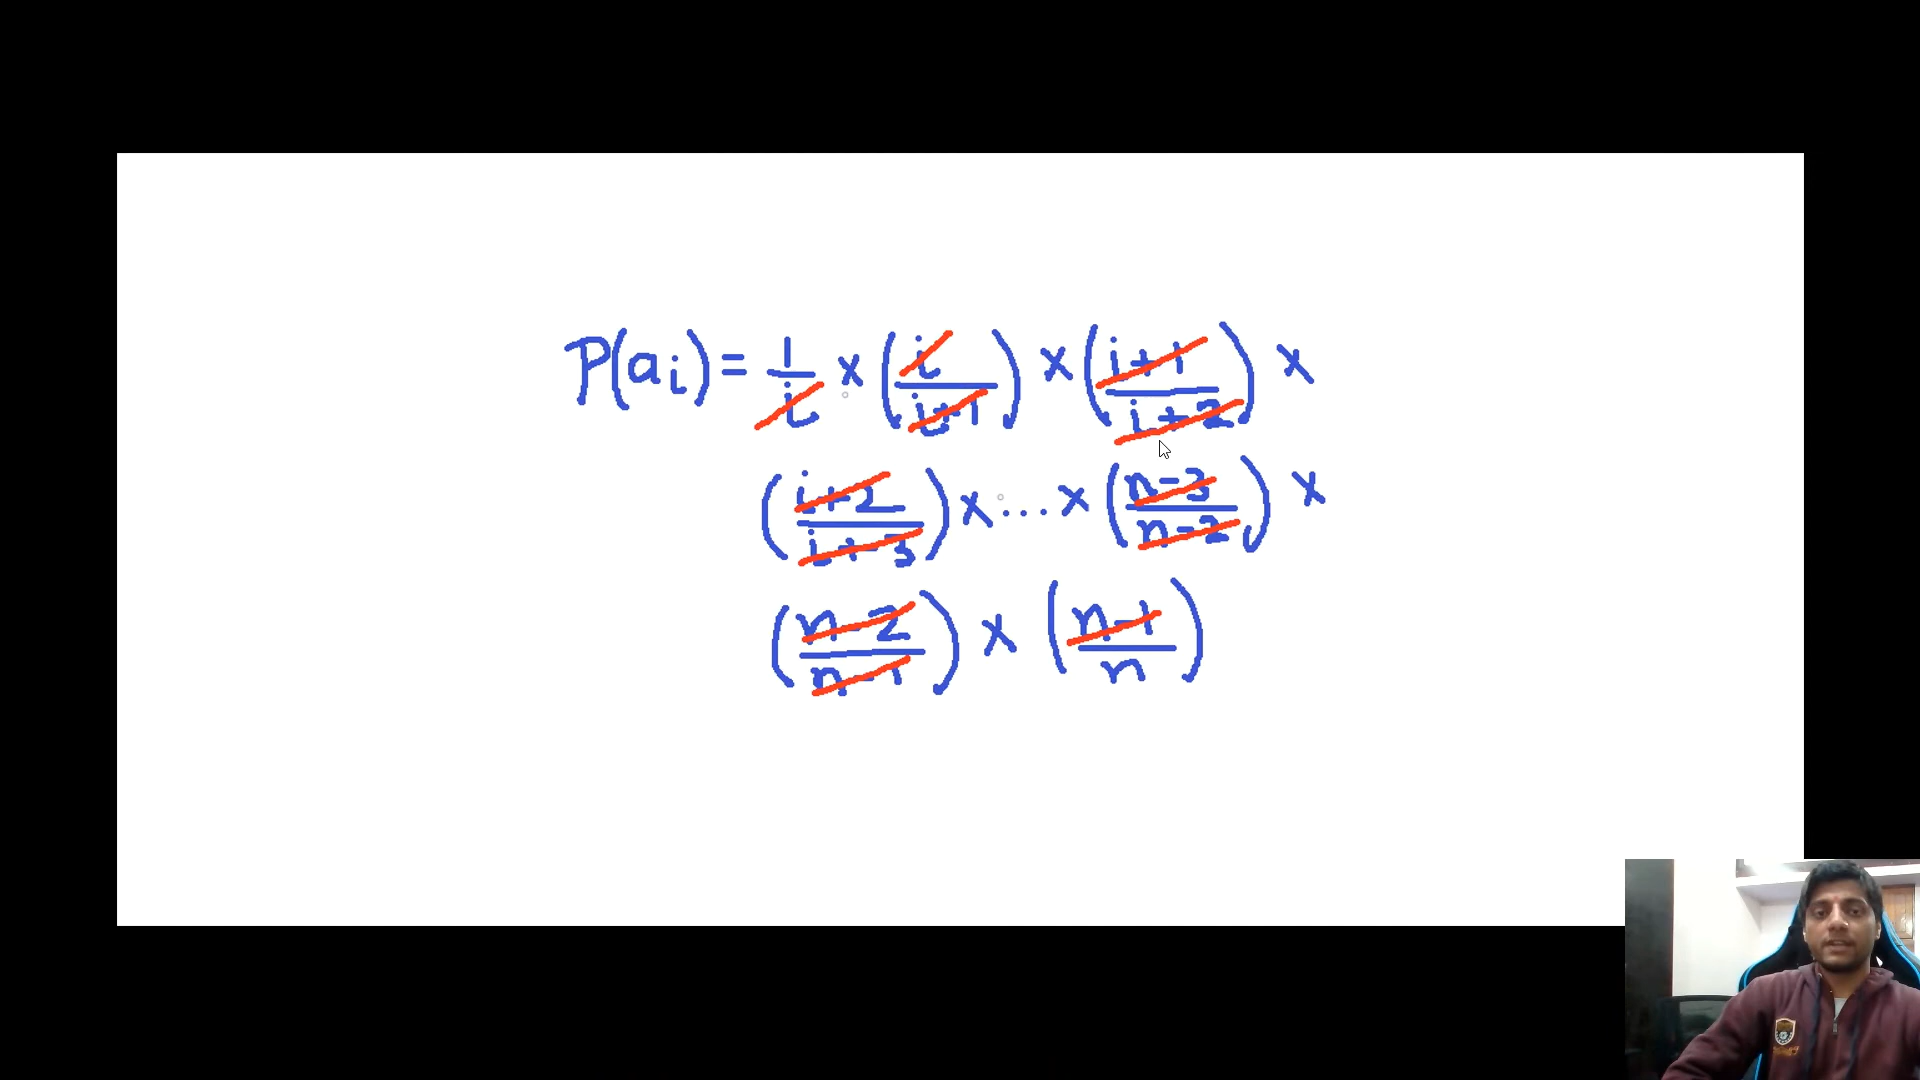 P(ai) = 1/i × (i/i+1) × (i+1/i+2) ×
(i+2/i+3) × ... × (n-3/n-2) ×
(n-2/n-1) × (n-1/n)